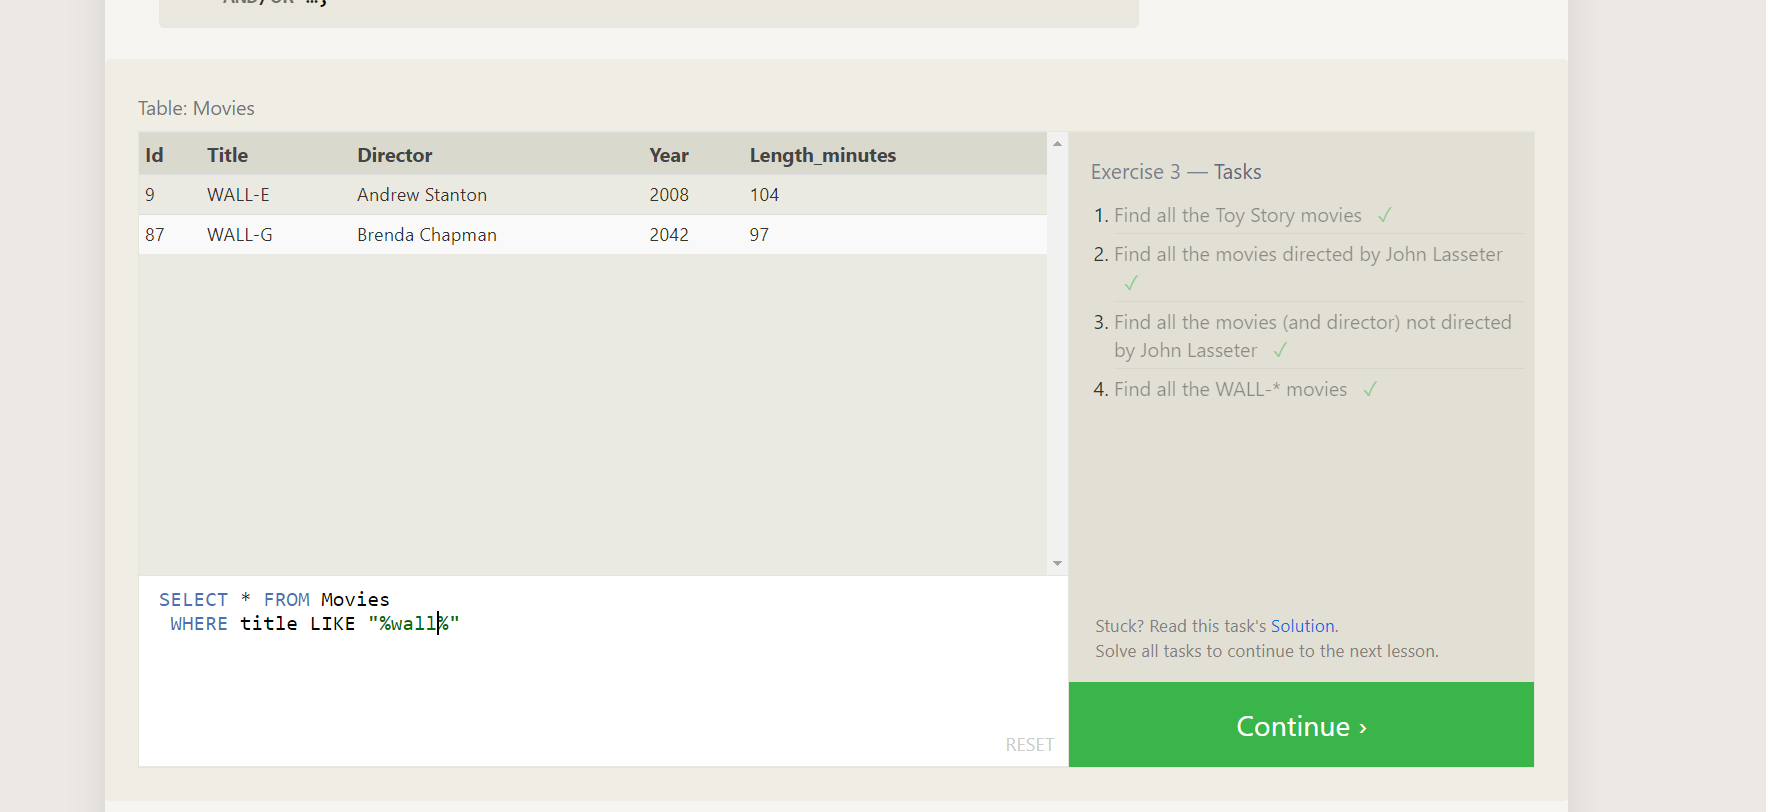 AND/OR …;
Table: Movies
Id Title Director Year Length_minutes
9 WALL-E Andrew Stanton 2008 104
87 WALL-G Brenda Chapman 2042 97
SELECT * FROM Movies
WHERE title LIKE "%wall%"
RESET
Exercise 3 — Tasks
1. Find all the Toy Story movies ✓
2. Find all the movies directed by John Lasseter
✓
3. Find all the movies (and director) not directed
by John Lasseter ✓
4. Find all the WALL-* movies ✓
Stuck? Read this task's Solution.
Solve all tasks to continue to the next lesson.
Continue ›